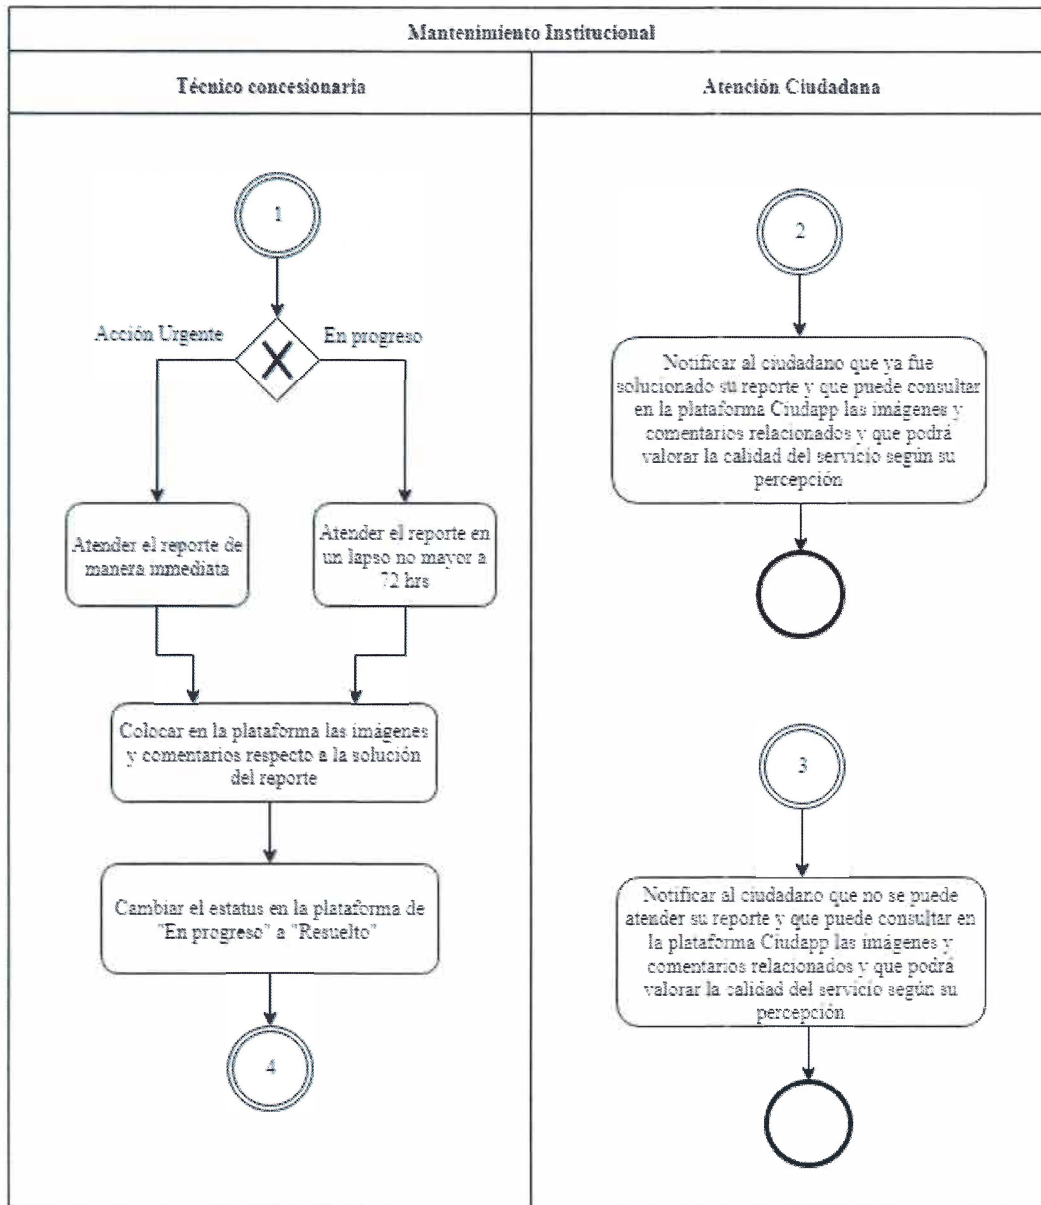 Mantenimiento Institucional
Técnico concesionaria
Atención Ciudadana
1
Acción Urgente
En progreso
Atender el reporte de
manera inmediata
Atender el reporte en
un lapso no mayor a
72 hrs
Colocar en la plataforma las imágenes
y comentarios respecto a la solución
del reporte
Cambiar el estatus en la plataforma de
"En progreso" a "Resuelto"
4
2
Notificar al ciudadano que ya fue
solucionado su reporte y que puede consultar
en la plataforma Ciudapp las imágenes y
comentarios relacionados y que podrá
valorar la calidad del servicio según su
percepción
3
Notificar al ciudadano que no se puede
atender su reporte y que puede consultar en
la plataforma Ciudapp las imágenes y
comentarios relacionados y que podrá
valorar la calidad del servicio según su
percepción